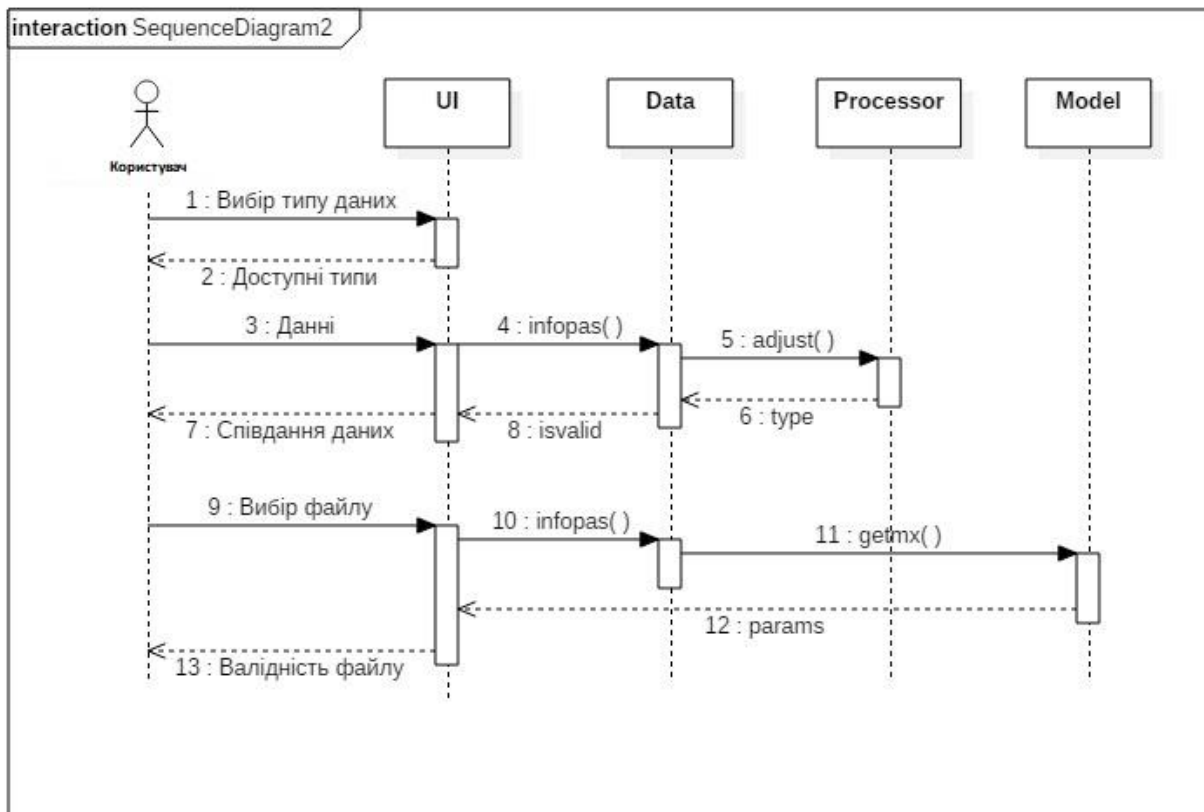 interaction SequenceDiagram2
UI
Data
Processor
Model
Користувач
1 : Вибір типу даних
2 : Доступні типи
3 : Данні
4 : infopas( )
5 : adjust( )
6 : type
7 : Співдання даних
8 : isvalid
9 : Вибір файлу
10 : infopas( )
11 : getmx( )
12 : params
13 : Валідність файлу